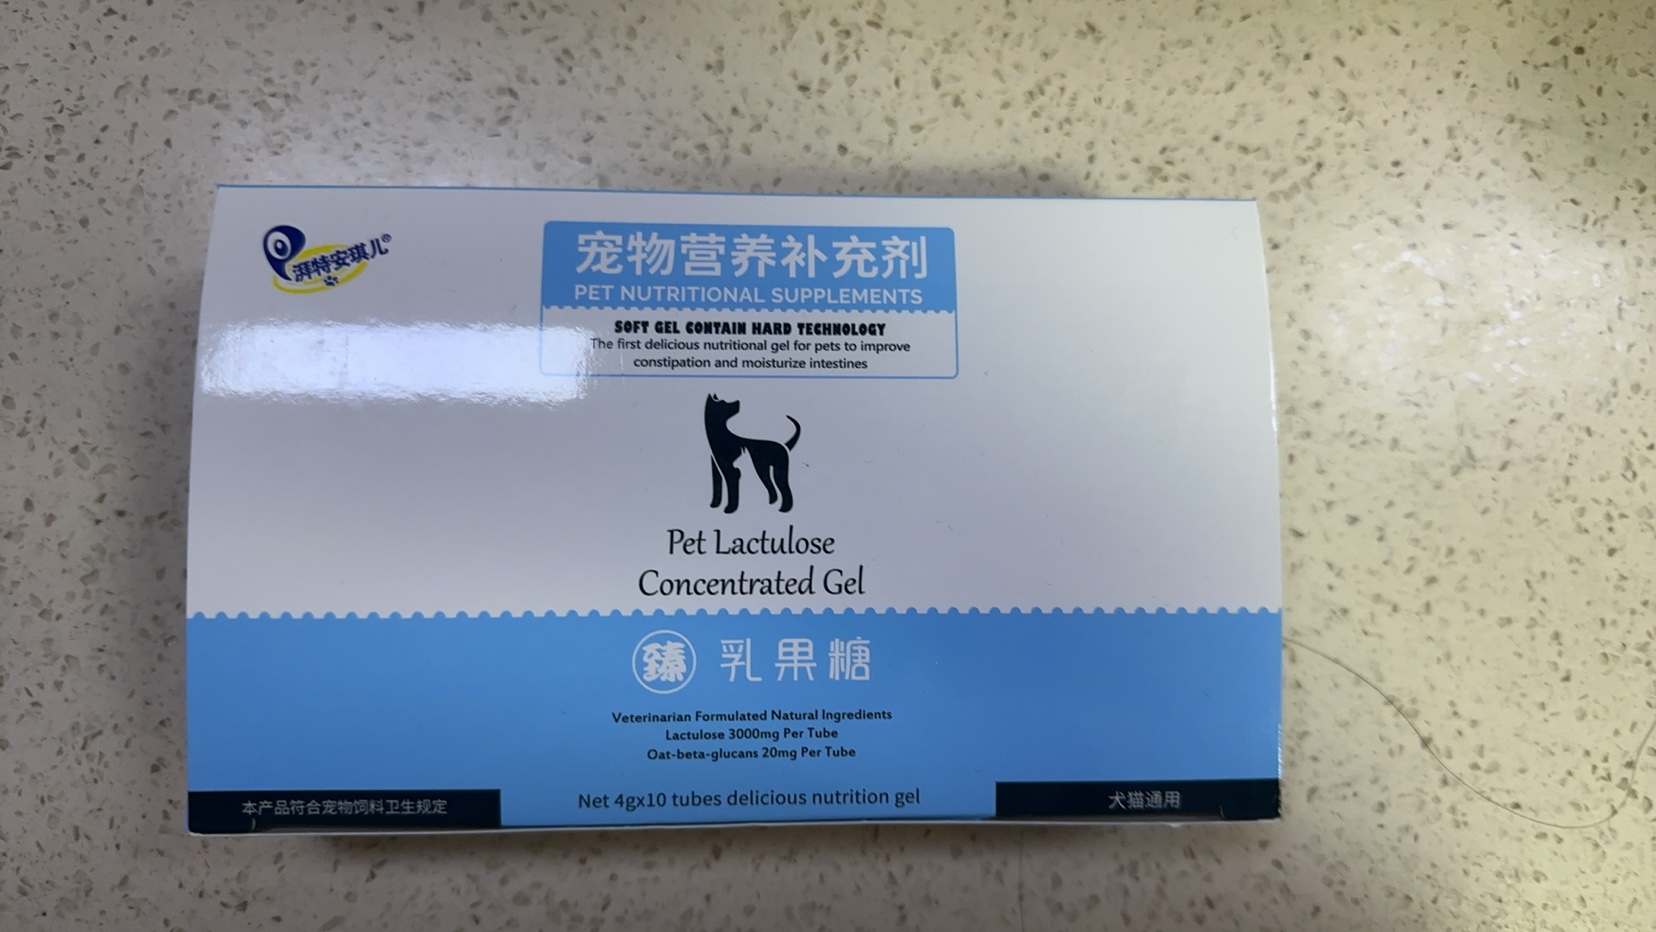 湃特安琪儿®
宠物营养补充剂
PET NUTRITIONAL SUPPLEMENTS
SOFT GEL CONTAIN HARD TECHNOLOGY
The first delicious nutritional gel for pets to improve
constipation and moisturize intestines
Pet Lactulose
Concentrated Gel
臻 乳果糖
Veterinarian Formulated Natural Ingredients
Lactulose 3000mg Per Tube
Oat-beta-glucans 20mg Per Tube
Net 4gx10 tubes delicious nutrition gel
本产品符合宠物饲料卫生规定
犬猫通用